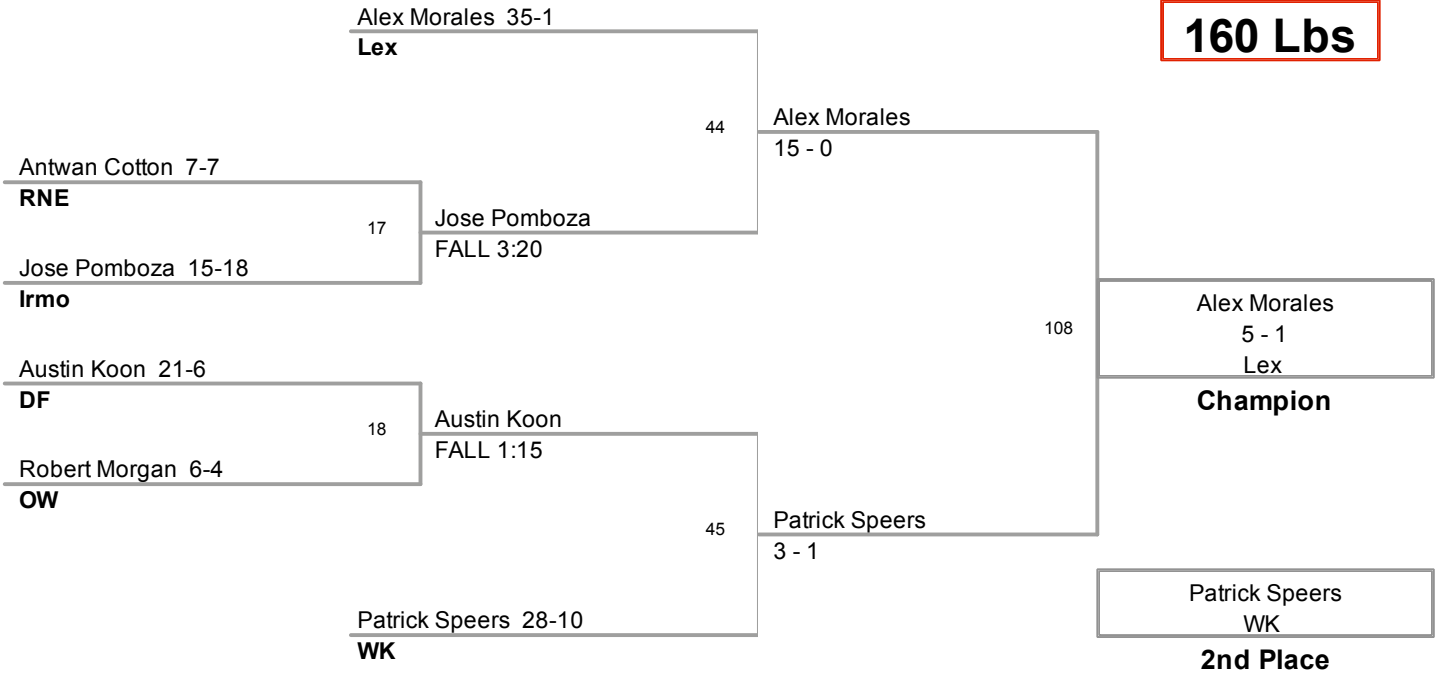 Alex Morales 35-1
Lex
160 Lbs
44
Alex Morales
15 - 0
Antwan Cotton 7-7
RNE
17
Jose Pomboza
FALL 3:20
Jose Pomboza 15-18
Irmo
Alex Morales
5 - 1
Lex
Champion
108
Austin Koon 21-6
DF
18
Austin Koon
FALL 1:15
Robert Morgan 6-4
OW
45
Patrick Speers
3 - 1
Patrick Speers 28-10
WK
Patrick Speers
WK
2nd Place